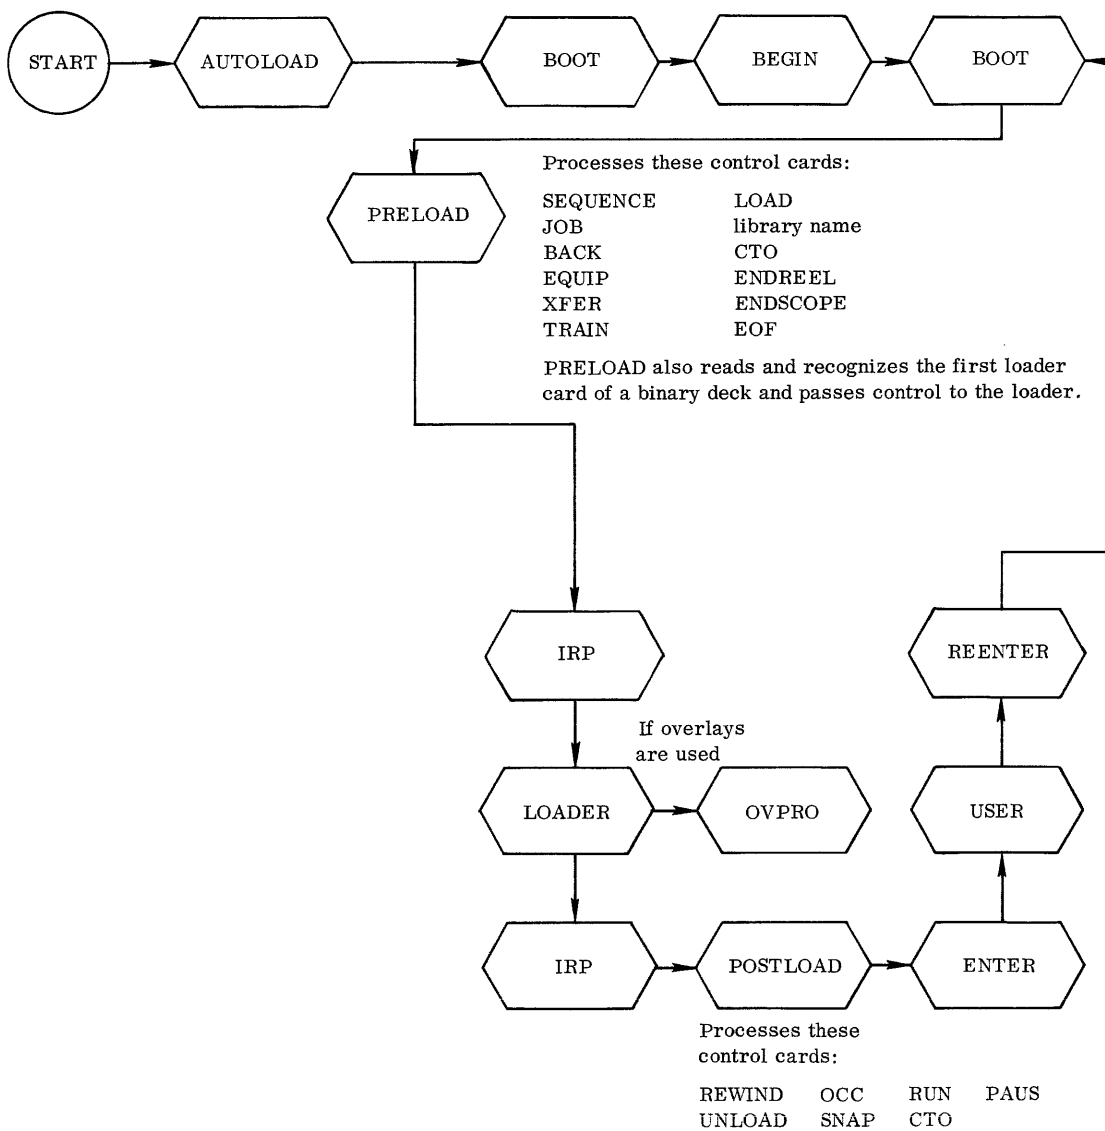 START
AUTOLOAD
BOOT
BEGIN
BOOT
Processes these control cards:
PRELOAD
SEQUENCE LOAD
JOB library name
BACK CTO
EQUIP ENDREEL
XFER ENDSCOPE
TRAIN EOF
PRELOAD also reads and recognizes the first loader
card of a binary deck and passes control to the loader.
IRP
REENTER
If overlays
are used
LOADER
OVPRO
USER
IRP
POSTLOAD
ENTER
Processes these
control cards:
REWIND OCC RUN PAUS
UNLOAD SNAP CTO